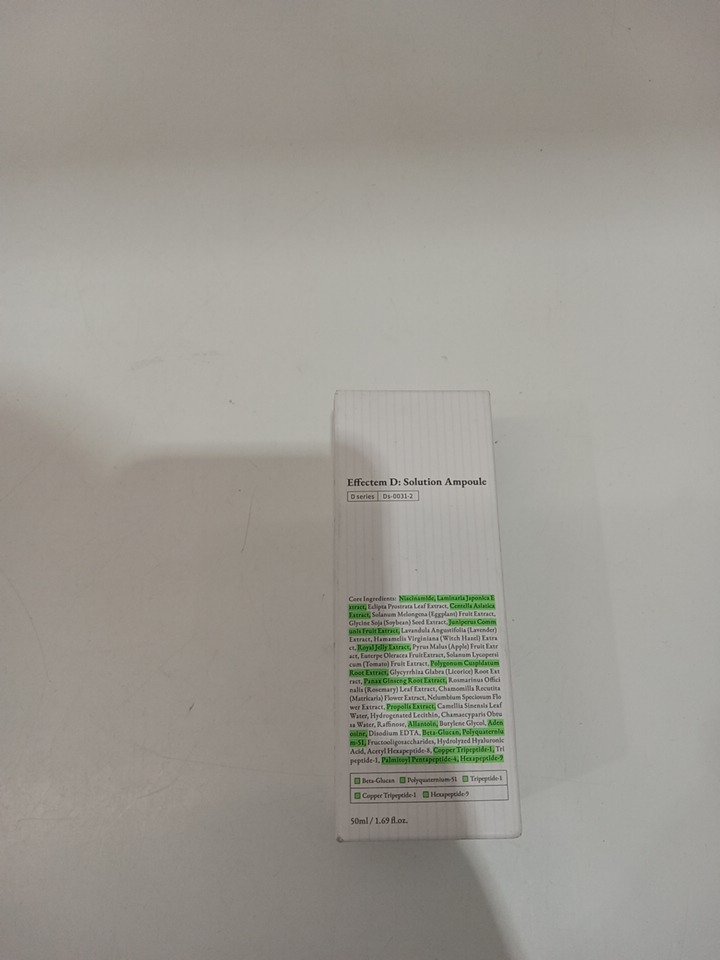 Effectem D: Solution Ampoule
D series Ds-0031-2
Core Ingredients: Niacinamide, Laminaria Japonica E
xtract, Eclipta Prostrata Leaf Extract, Centella Asiatica
Extract, Solanum Melongena (Eggplant) Fruit Extract,
Glycine Soja (Soybean) Seed Extract, Juniperus Comm
unis Fruit Extract, Lavandula Angustifolia (Lavender)
Extract, Hamamelis Virginiana (Witch Hazel) Extra
ct, Royal Jelly Extract, Pyrus Malus (Apple) Fruit Extr
act, Euterpe Oleracea FruitExtract, Solanum Lycopersi
cum (Tomato) Fruit Extract, Polygonum Cuspidatum
Root Extract, Glycyrrhiza Glabra (Licorice) Root Ext
ract, Panax Ginseng Root Extract, Rosmarinus Offici
nalis (Rosemary) Leaf Extract, Chamomilla Recutita
(Matricaria) Flower Extract, Nelumbium Speciosum Flo
wer Extract, Propolis Extract, Camellia Sinensis Leaf
Water, Hydrogenated Lecithin, Chamaecyparis Obtu
sa Water, Raffinose, Allantoin, Butylene Glycol, Aden
osine, Disodium EDTA, Beta-Glucan, Polyquaterniu
m-51, Fructooligosaccharides, Hydrolyzed Hyaluronic
Acid, Acetyl Hexapeptide-8, Copper Tripeptide-1, Tri
peptide-1, Palmitoyl Pentapeptide-4, Hexapeptide-9
Beta-Glucan Polyquaternium-51 Tripeptide-1
Copper Tripeptide-1 Hexapeptide-9
50ml / 1.69 fl.oz.